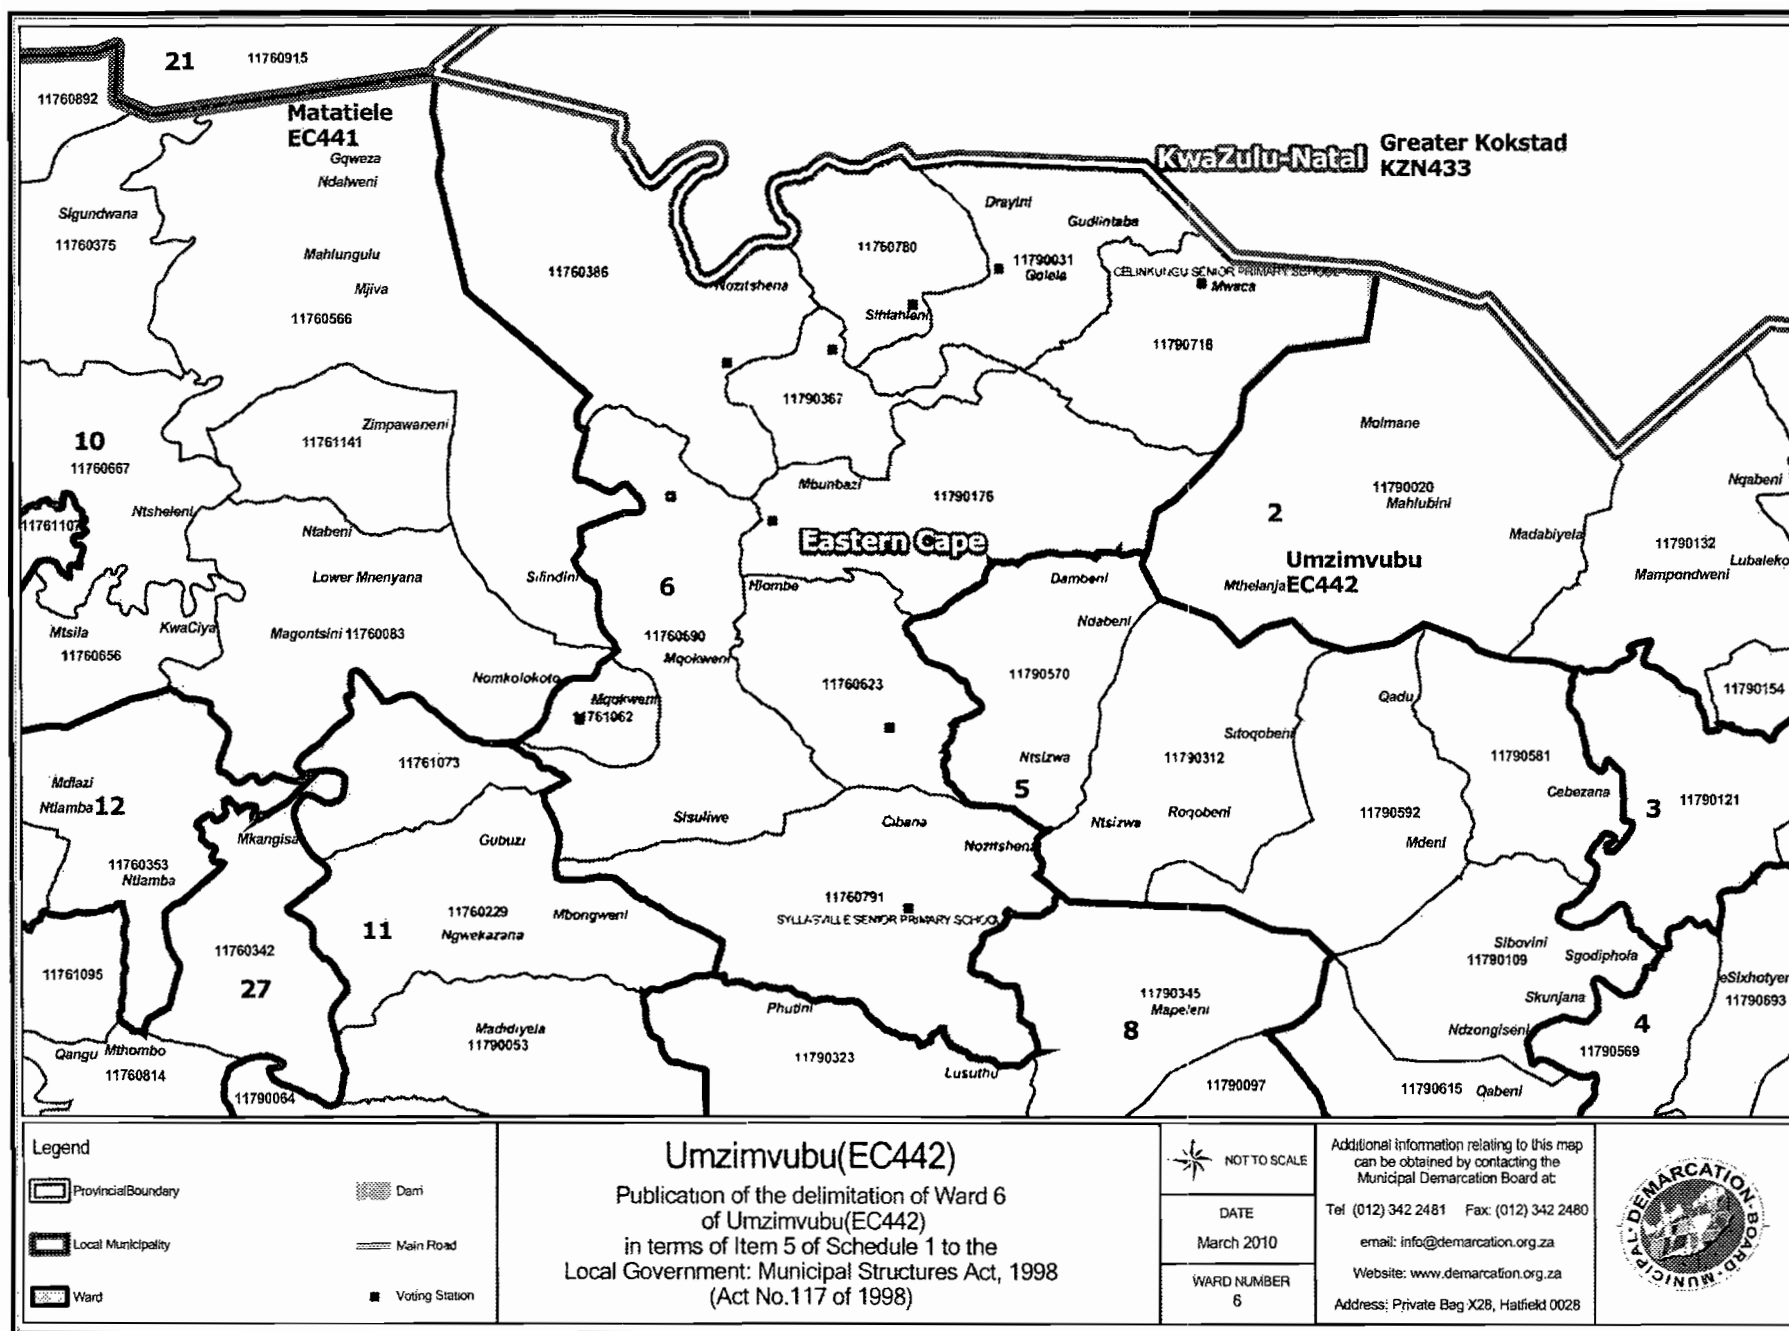 21
11760915
11760892
Matatiele
EC441
Gqweza
Ndalweni
KwaZulu-Natal
Greater Kokstad
KZN433
Sigundwana
11760375
Mahlungulu
Mjiva
11760566
11760386
Nozitshena
11760780
Drayini
Gudlintaba
11790031
Golela
CELINKUNGU SENIOR PRIMARY SCHOOL
Mwaca
Sihlahleni
11790716
11790367
10
11760667
Zimpawaneni
11761141
Molmane
11761107
Ntsheleni
Ntabeni
Mbunbazi
11790176
2
11790020
Mahlubini
Madabiyela
Nqabeni
11790132
Mampondweni
Lubaleko
Eastern Cape
Umzimvubu
EC442
Mthelanja
Lower Mnenyana
Sifindini
6
Hlombe
Dambeni
Ndabeni
Mtsila
KwaCiya
11760656
Magontsini 11760083
11760690
Mqokweni
Nomkolokoto
Mqokweni
11761062
11760623
11790570
Qadu
11790154
Sitoqobeni
11790312
11790581
11761073
Ntsizwa
5
Mdlazi
Ntlamba
12
Cebezana
3
11790121
Mkangisa
Gubuzi
Sisuliwe
Cibana
Nozitshena
Ntsizwa
Roqobeni
11790592
Mdeni
11760353
Ntlamba
11760791
SYLLASVILLE SENIOR PRIMARY SCHOOL
11760229
Ngwekazana
Mbongweni
11
11760342
27
11761095
Sibovini
11790109
Sgodiphola
eSixhotyeni
11790693
Skunjana
Ndzongiseni
4
11790569
11790345
Mapeleni
8
Phutini
11790323
Lusuthu
Madidiyela
11790053
Qangu
Mthombo
11760814
11790064
11790097
11790615
Qabeni
Legend
Provincial Boundary
Dam
Local Municipality
Main Road
Ward
Voting Station
Umzimvubu(EC442)
Publication of the delimitation of Ward 6
of Umzimvubu(EC442)
in terms of Item 5 of Schedule 1 to the
Local Government: Municipal Structures Act, 1998
(Act No.117 of 1998)
NOT TO SCALE
DATE
March 2010
WARD NUMBER
6
Additional information relating to this map
can be obtained by contacting the
Municipal Demarcation Board at:
Tel (012) 342 2481 Fax: (012) 342 2480
email: info@demarcation.org.za
Website: www.demarcation.org.za
Address: Private Bag X28, Hatfield 0028
MUNICIPAL DEMARCATION BOARD